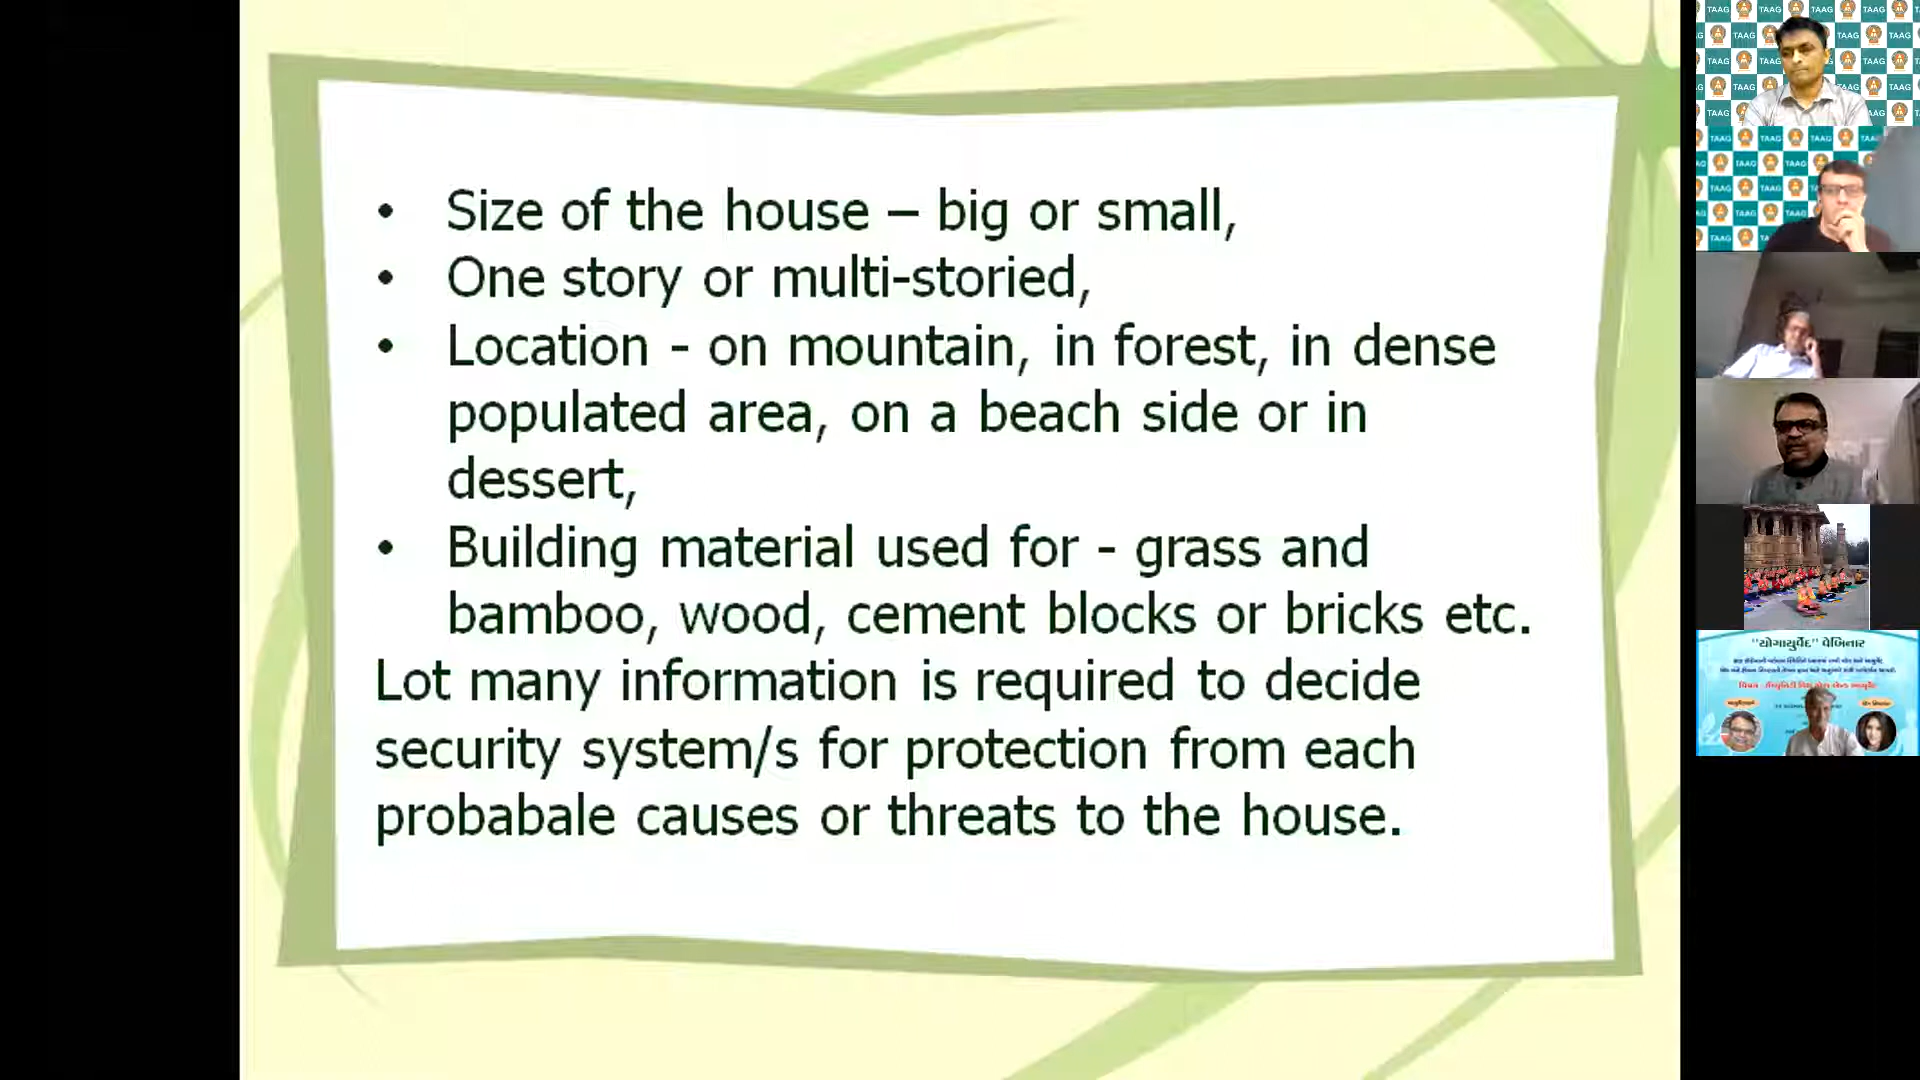 • Size of the house – big or small,
• One story or multi-storied,
• Location - on mountain, in forest, in dense
populated area, on a beach side or in
dessert,
• Building material used for - grass and
bamboo, wood, cement blocks or bricks etc.
Lot many information is required to decide
security system/s for protection from each
probabale causes or threats to the house.
TAAG
"યોગાયુર્વેદ" વેબિનાર